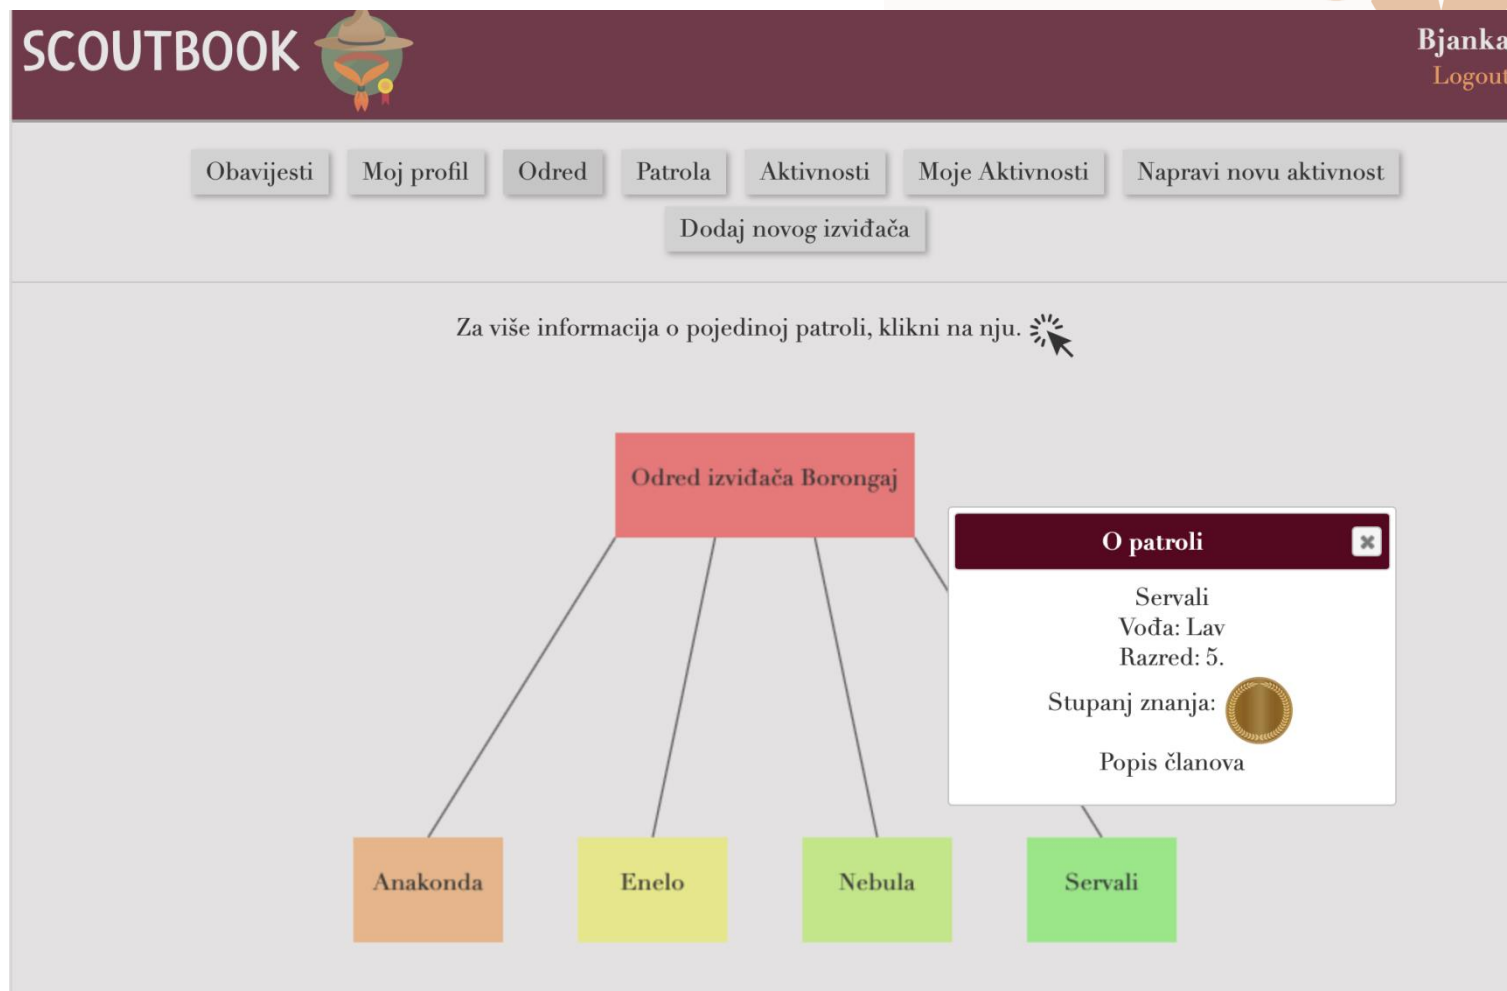 SCOUTBOOK
Bjanka
Logout
Obavijesti
Moj profil
Odred
Patrola
Aktivnosti
Moje Aktivnosti
Napravi novu aktivnost
Dodaj novog izviđača
Za više informacija o pojedinoj patroli, klikni na nju.
Odred izviđača Borongaj
O patroli
Servali
Vođa: Lav
Razred: 5.
Stupanj znanja:
Popis članova
Anakonda
Enelo
Nebula
Servali